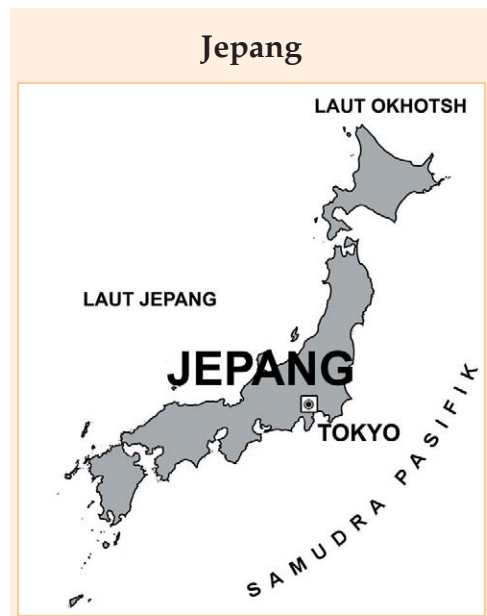 Jepang
LAUT OKHOTSH
LAUT JEPANG
JEPANG
TOKYO
SAMUDRA PASIFIK